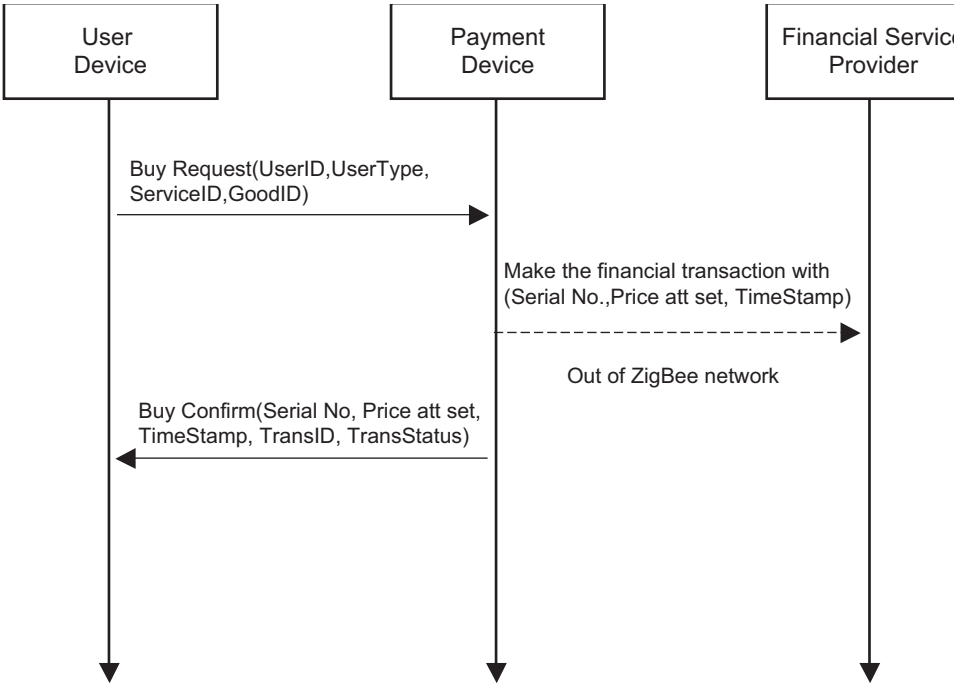 User
Device
Payment
Device
Financial Service
Provider
Buy Request(UserID,UserType,
ServiceID,GoodID)
Make the financial transaction with
(Serial No.,Price att set, TimeStamp)
Out of ZigBee network
Buy Confirm(Serial No, Price att set,
TimeStamp, TransID, TransStatus)